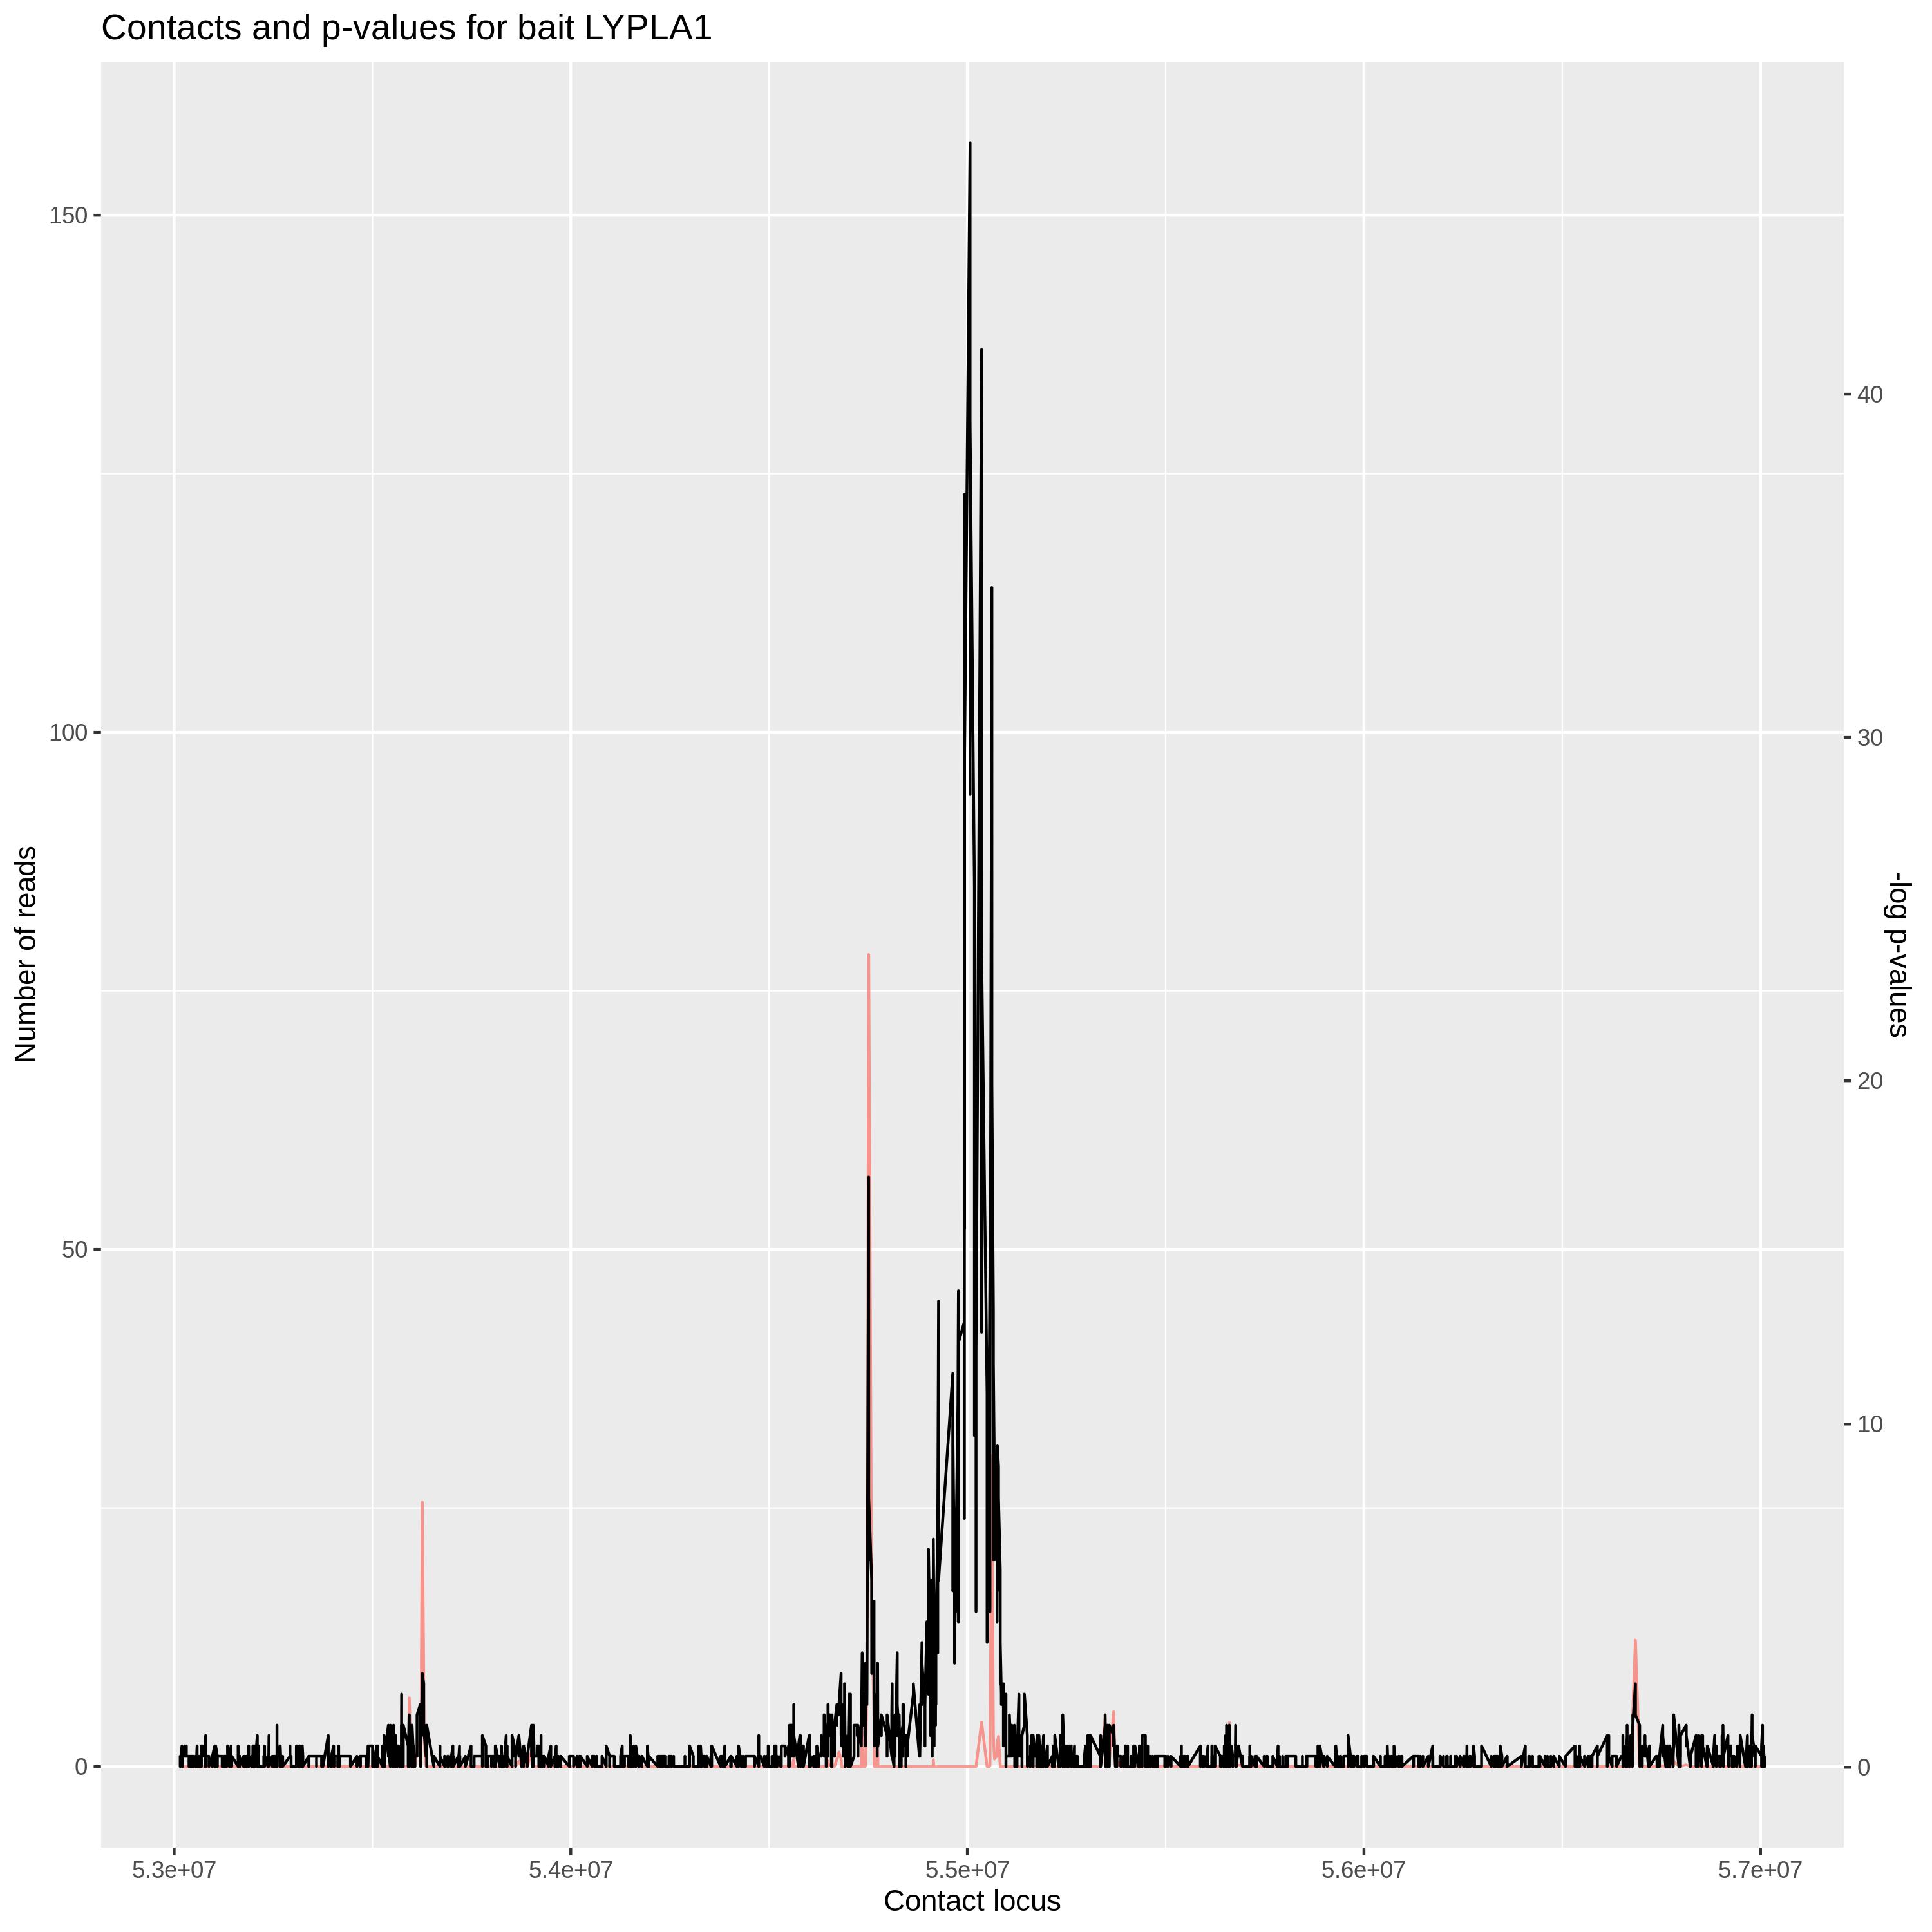 Contacts and p-values for bait LYPLA1
150
100
50
0
Number of reads
40
30
20
10
0
-log p-values
5.3e+07 5.4e+07 5.5e+07 5.6e+07 5.7e+07
Contact locus